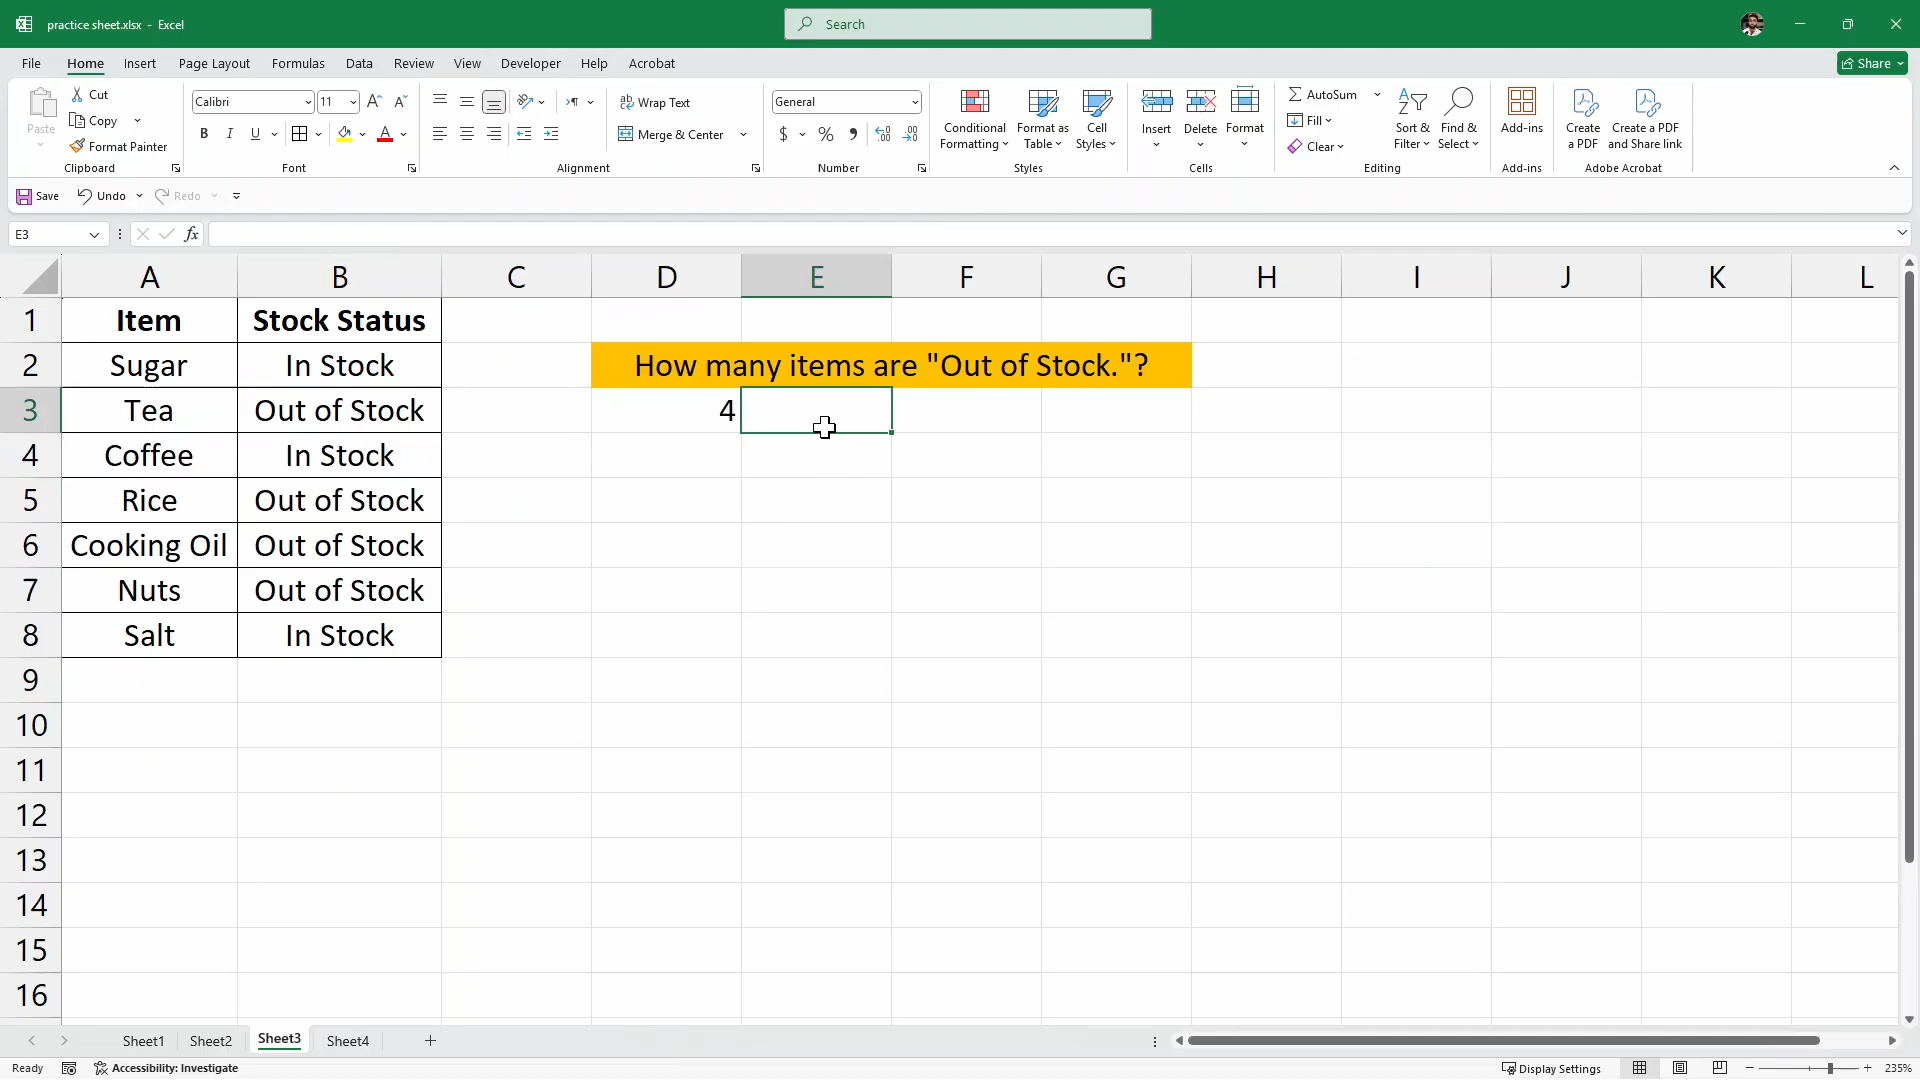 practice sheet.xlsx - Excel
Search
File Home Insert Page Layout Formulas Data Review View Developer Help Acrobat
Share
Paste
Cut
Copy
Format Painter
Clipboard
Calibri 11
B I U
Font
Wrap Text
Merge & Center
Alignment
General
$ % 9
Number
Conditional Formatting
Format as Table
Cell Styles
Styles
Insert
Delete
Format
Cells
AutoSum
Fill
Clear
Sort & Filter
Find & Select
Editing
Add-ins
Add-ins
Create a PDF
Create a PDF and Share link
Adobe Acrobat
Save Undo Redo
E3 fx
A B C D E F G H I J K L
1 Item Stock Status
2 Sugar In Stock How many items are "Out of Stock."?
3 Tea Out of Stock 4
4 Coffee In Stock
5 Rice Out of Stock
6 Cooking Oil Out of Stock
7 Nuts Out of Stock
8 Salt In Stock
9
10
11
12
13
14
15
16
Sheet1 Sheet2 Sheet3 Sheet4 +
Ready Accessibility: Investigate Display Settings - + 235%